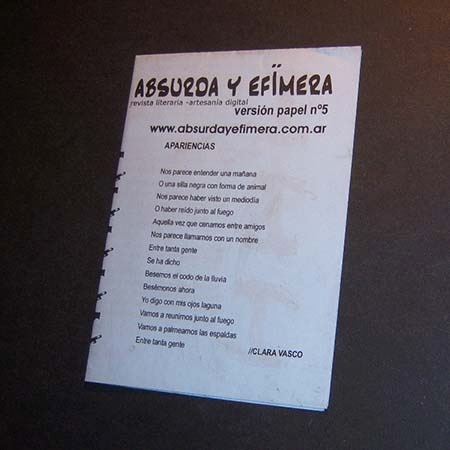 ABSURDA Y EFÍMERA
revista literaria -artesanía digital
versión papel nº5
www.absurdayefimera.com.ar
APARIENCIAS
Nos parece entender una mañana
O una silla negra con forma de animal
Nos parece haber visto un mediodía
O haber reído junto al fuego
Aquella vez que cenamos entre amigos
Nos parece llamarnos con un nombre
Entre tanta gente
Se ha dicho
Besemos el codo de la lluvia
Besémonos ahora
Yo digo con mis ojos laguna
Vamos a reunirnos junto al fuego
Vamos a palmearnos las espaldas
Entre tanta gente
//CLARA VASCO